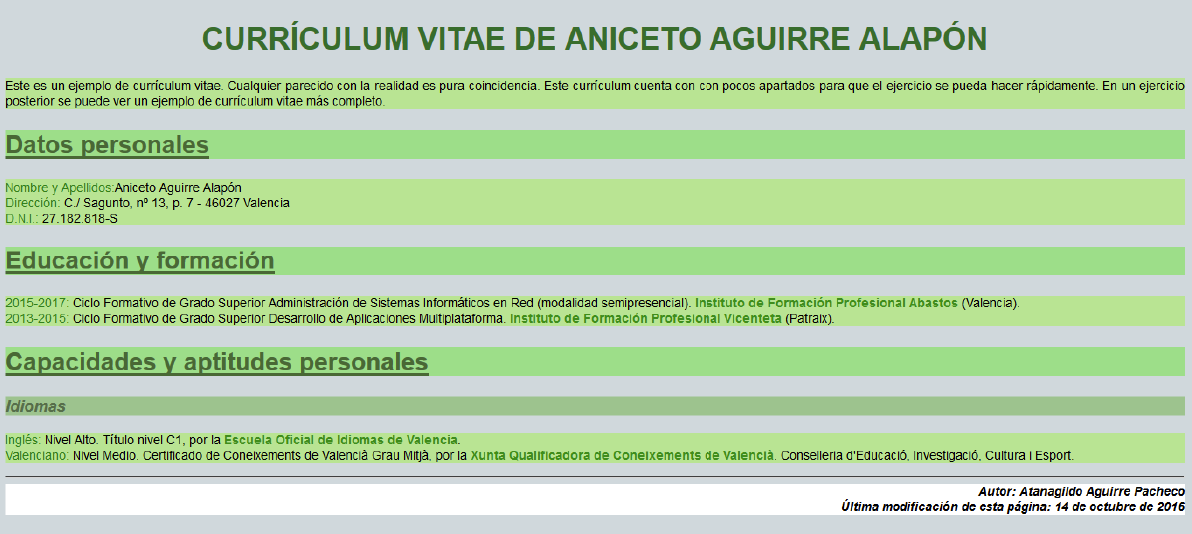 CURRÍCULUM VITAE DE ANICETO AGUIRRE ALAPÓN
Este es un ejemplo de currículum vitae. Cualquier parecido con la realidad es pura coincidencia. Este currículum cuenta con con pocos apartados para que el ejercicio se pueda hacer rápidamente. En un ejercicio
posterior se puede ver un ejemplo de currículum vitae más completo.
Datos personales
Nombre y Apellidos:Aniceto Aguirre Alapón
Dirección: C./ Sagunto, nº 13, p. 7 - 46027 Valencia
D.N.I.: 27.182.818-S
Educación y formación
2015-2017: Ciclo Formativo de Grado Superior Administración de Sistemas Informáticos en Red (modalidad semipresencial). Instituto de Formación Profesional Abastos (Valencia).
2013-2015: Ciclo Formativo de Grado Superior Desarrollo de Aplicaciones Multiplataforma. Instituto de Formación Profesional Vicenteta (Patraix).
Capacidades y aptitudes personales
Idiomas
Inglés: Nivel Alto. Título nivel C1, por la Escuela Oficial de Idiomas de Valencia.
Valenciano: Nivel Medio. Certificado de Coneixements de Valencià Grau Mitjà, por la Xunta Qualificadora de Coneixements de Valencià. Conselleria d'Educació, Investigació, Cultura i Esport.
Autor: Atanagildo Aguirre Pacheco
Última modificación de esta página: 14 de octubre de 2016